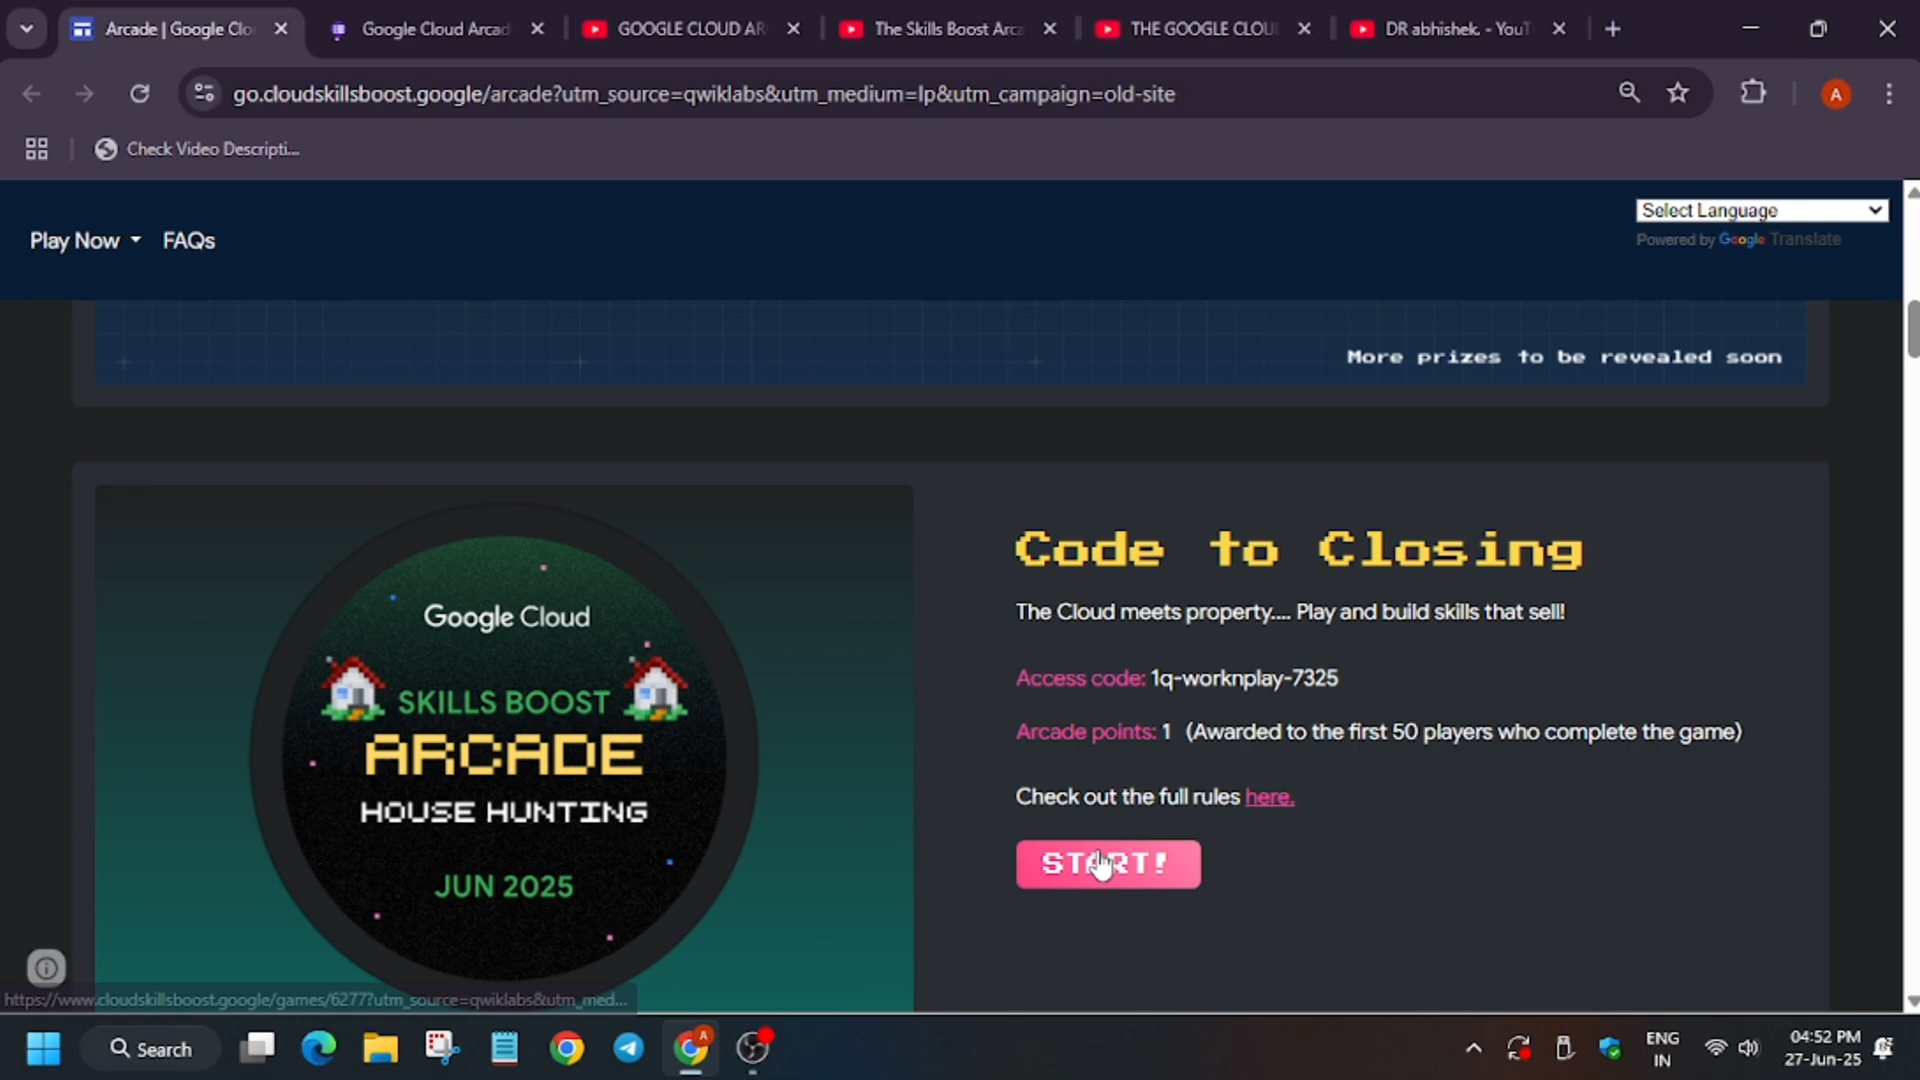 Arcade | Google Clo
Google Cloud Arcad
GOOGLE CLOUD AR
The Skills Boost Arc
THE GOOGLE CLOU
DR abhishek. - YouT
go.cloudskillsboost.google/arcade?utm_source=qwiklabs&utm_medium=lp&utm_campaign=old-site
A
Check Video Descripti...
Play Now
FAQs
Select Language
Powered by Google Translate
More prizes to be revealed soon
Google Cloud
SKILLS BOOST
ARCADE
HOUSE HUNTING
JUN 2025
Code to Closing
The Cloud meets property.... Play and build skills that sell!
Access code: 1q-worknplay-7325
Arcade points: 1 (Awarded to the first 50 players who complete the game)
Check out the full rules here.
START!
https://www.cloudskillsboost.google/games/6277?utm_source=qwiklabs&utm_med...
Search
A
ENG
IN
04:52 PM
27-Jun-25